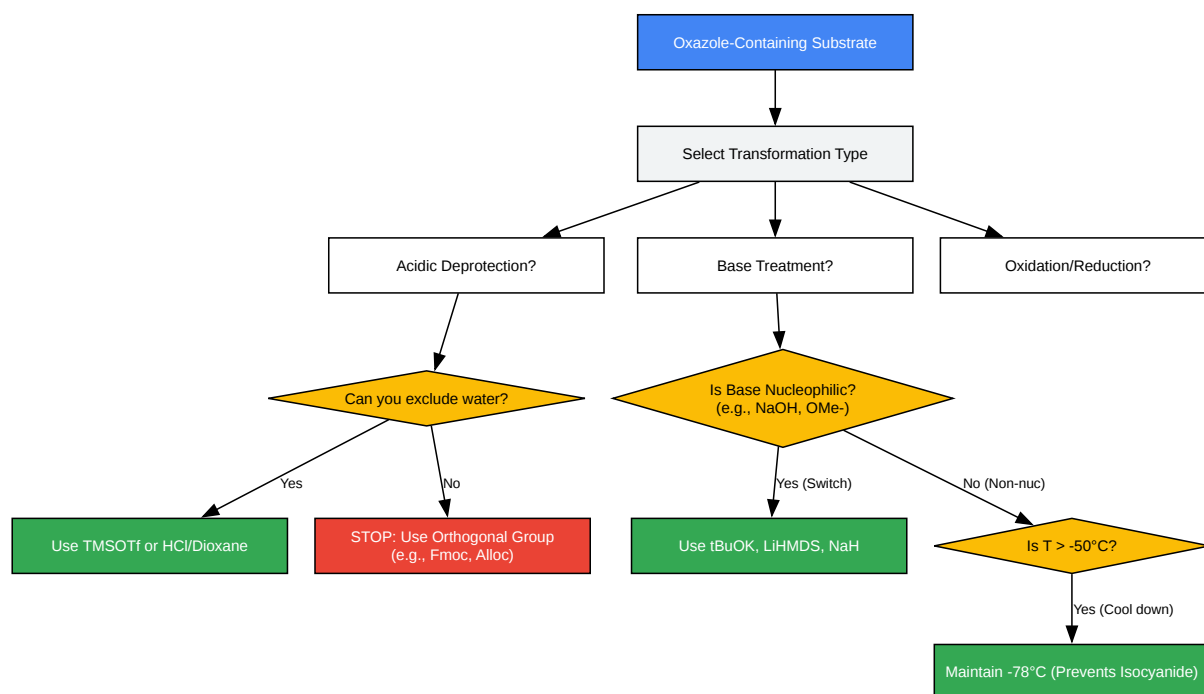 Oxazole-Containing Substrate
Select Transformation Type
Acidic Deprotection?
Base Treatment?
Oxidation/Reduction?
Can you exclude water?
Is Base Nucleophilic?
(e.g., NaOH, OMe-)
Yes
No
Yes (Switch)
No (Non-nuc)
Use TMSOTf or HCl/Dioxane
STOP: Use Orthogonal Group
(e.g., Fmoc, Alloc)
Use tBuOK, LiHMDS, NaH
Is T > -50°C?
Yes (Cool down)
Maintain -78°C (Prevents Isocyanide)